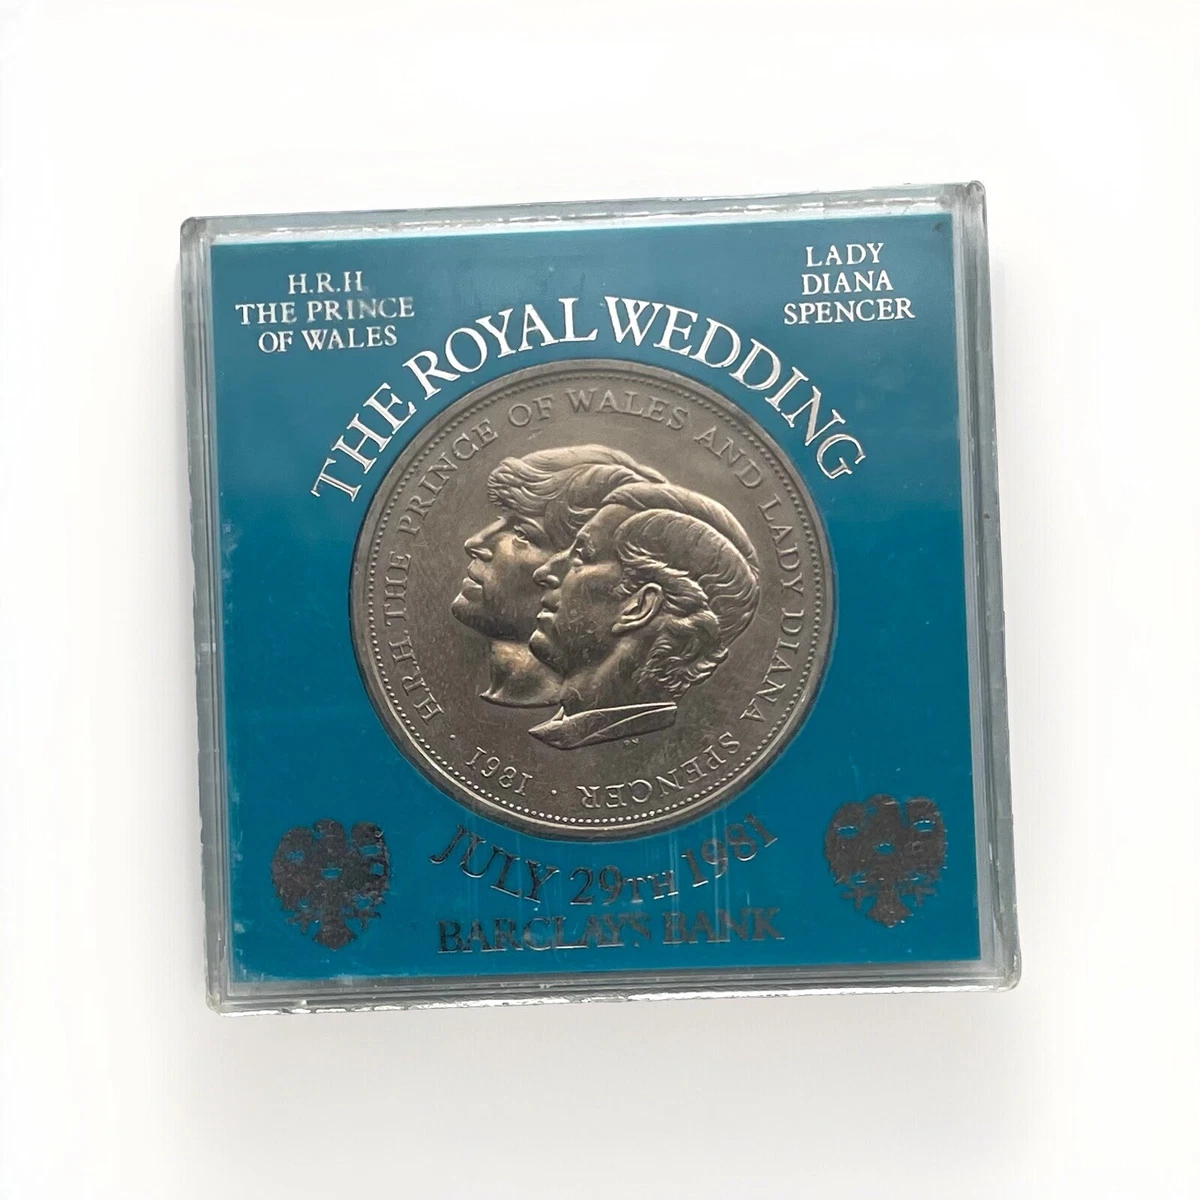 H.R.H
THE PRINCE
OF WALES
LADY
DIANA
SPENCER
THE ROYAL WEDDING
H.R.H. THE PRINCE OF WALES AND LADY DIANA SPENCER · 1981 ·
JULY 29TH 1981
BARCLAYS BANK